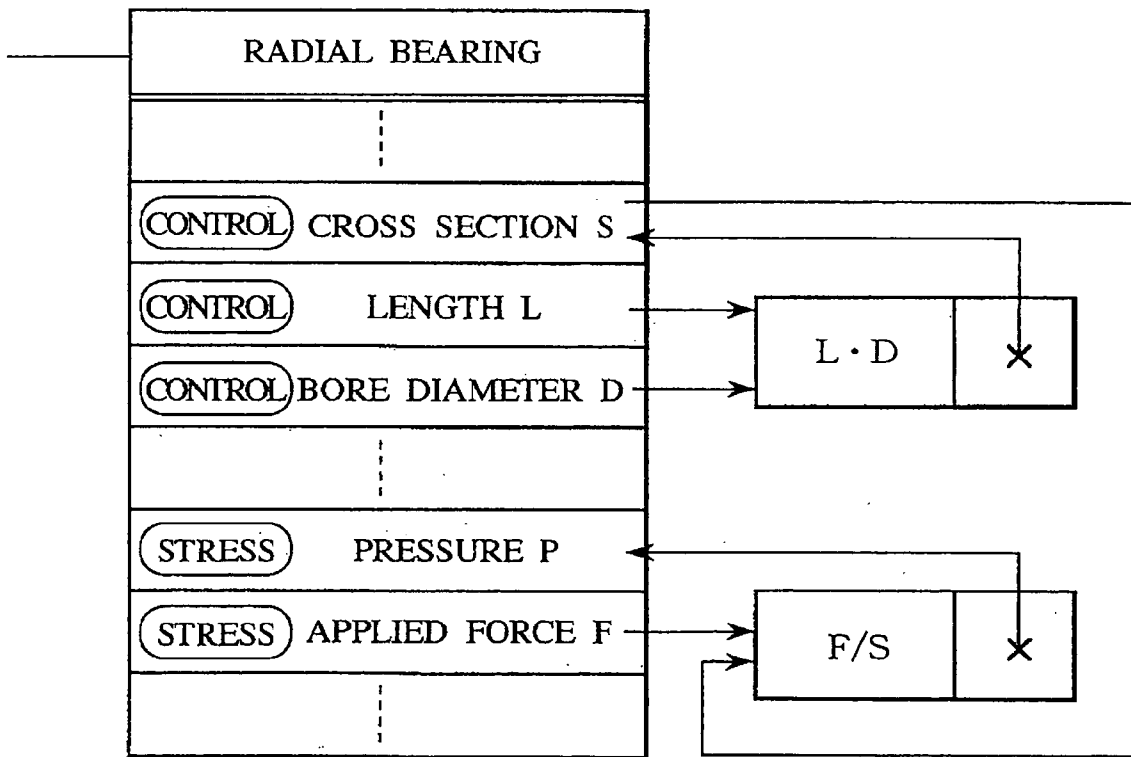 RADIAL BEARING
CONTROL CROSS SECTION S
CONTROL LENGTH L
L · D ×
CONTROL BORE DIAMETER D
STRESS PRESSURE P
STRESS APPLIED FORCE F
F/S ×